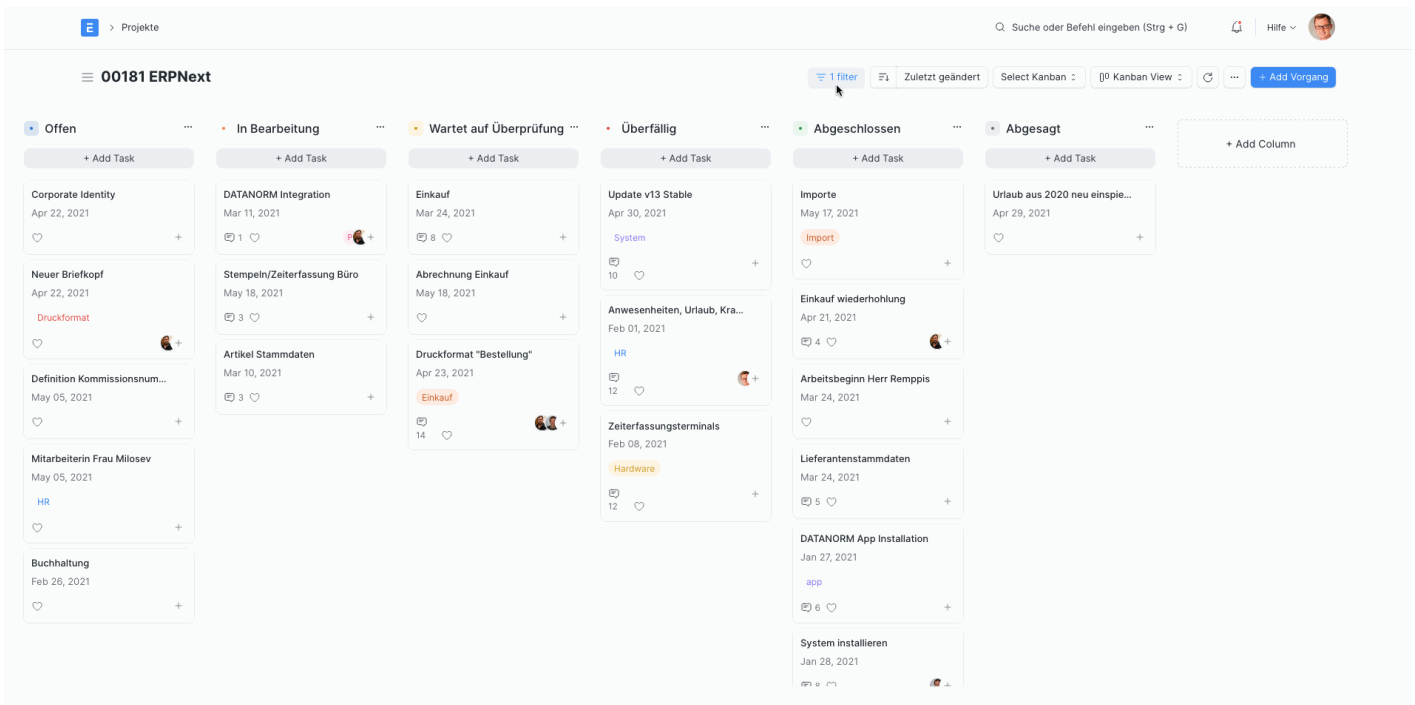 E
Projekte
Suche oder Befehl eingeben (Strg + G)
Hilfe
00181 ERPNext
1 filter
Zuletzt geändert
Select Kanban
Kanban View
+ Add Vorgang
Offen
+ Add Task
Corporate Identity
Apr 22, 2021
Neuer Briefkopf
Apr 22, 2021
Druckformat
Definition Kommissionsnum...
May 05, 2021
Mitarbeiterin Frau Milosev
May 05, 2021
HR
Buchhaltung
Feb 26, 2021
In Bearbeitung
+ Add Task
DATANORM Integration
Mar 11, 2021
1
P
Stempeln/Zeiterfassung Büro
May 18, 2021
3
Artikel Stammdaten
Mar 10, 2021
3
Wartet auf Überprüfung
+ Add Task
Einkauf
Mar 24, 2021
8
Abrechnung Einkauf
May 18, 2021
Druckformat "Bestellung"
Apr 23, 2021
Einkauf
14
Überfällig
+ Add Task
Update v13 Stable
Apr 30, 2021
System
10
Anwesenheiten, Urlaub, Kra...
Feb 01, 2021
HR
12
Zeiterfassungsterminals
Feb 08, 2021
Hardware
12
Abgeschlossen
+ Add Task
Importe
May 17, 2021
Import
Einkauf wiederhohlung
Apr 21, 2021
4
Arbeitsbeginn Herr Remppis
Mar 24, 2021
Lieferantenstammdaten
Mar 24, 2021
5
DATANORM App Installation
Jan 27, 2021
app
6
System installieren
Jan 28, 2021
8
Abgesagt
+ Add Task
Urlaub aus 2020 neu einspie...
Apr 29, 2021
+ Add Column